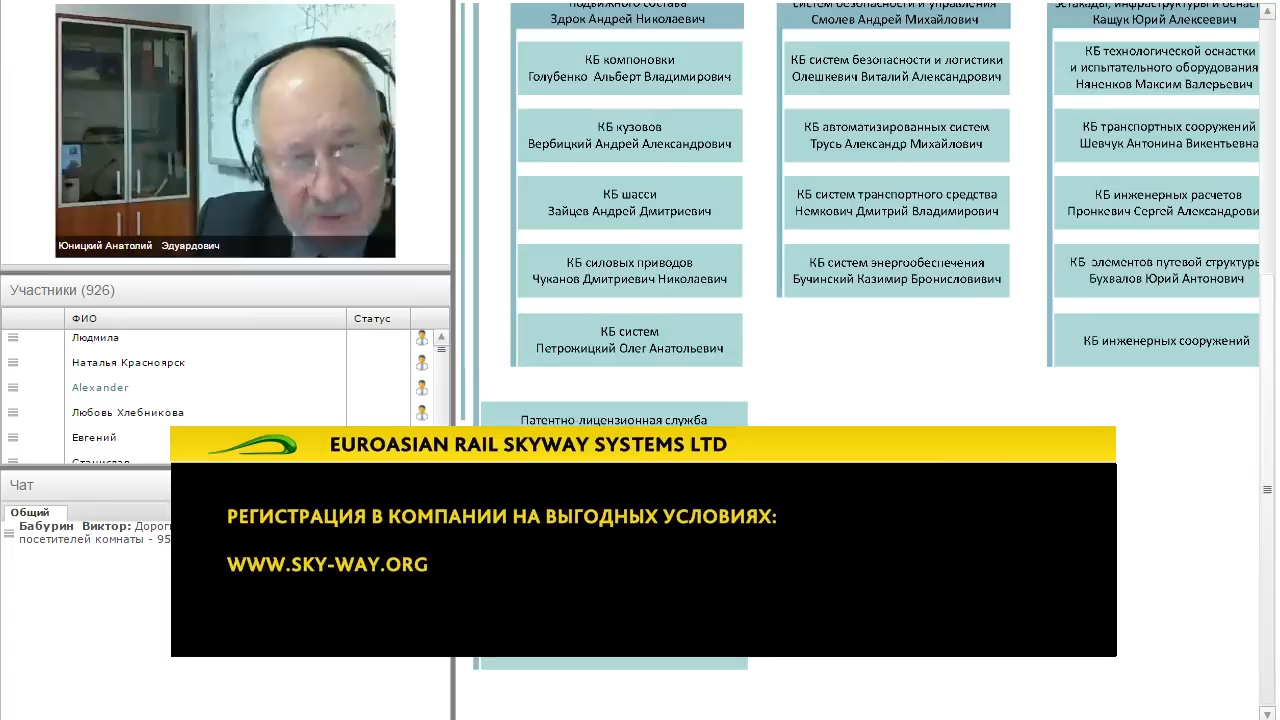 Юницкий Анатолий Эдуардович
Участники (926)
ФИО
Статус
Людмила
Наталья Красноярск
Alexander
Любовь Хлебникова
Евгений
Станислав
Чат
Общий
Бабурин Виктор: Дорог
посетителей комнаты - 95
подвижного состава
Здрок Андрей Николаевич
КБ компоновки
Голубенко Альберт Владимирович
КБ кузовов
Вербицкий Андрей Александрович
КБ шасси
Зайцев Андрей Дмитриевич
КБ силовых приводов
Чуканов Дмитриевич Николаевич
КБ систем
Петрожицкий Олег Анатольевич
Патентно-лицензионная служба
систем безопасности и управления
Смолев Андрей Михайлович
КБ систем безопасности и логистики
Олешкевич Виталий Александрович
КБ автоматизированных систем
Трусь Александр Михайлович
КБ систем транспортного средства
Немкович Дмитрий Владимирович
КБ систем энергообеспечения
Бучинский Казимир Брониславович
эстакады, инфраструктуры и оснас
Кащук Юрий Алексеевич
КБ технологической оснастки
и испытательного оборудования
Няненков Максим Валерьевич
КБ транспортных сооружений
Шевчук Антонина Викентьевна
КБ инженерных расчетов
Пронкевич Сергей Александрови
КБ элементов путевой структуры
Бухвалов Юрий Антонович
КБ инженерных сооружений
EUROASIAN RAIL SKYWAY SYSTEMS LTD
РЕГИСТРАЦИЯ В КОМПАНИИ НА ВЫГОДНЫХ УСЛОВИЯХ:
WWW.SKY-WAY.ORG